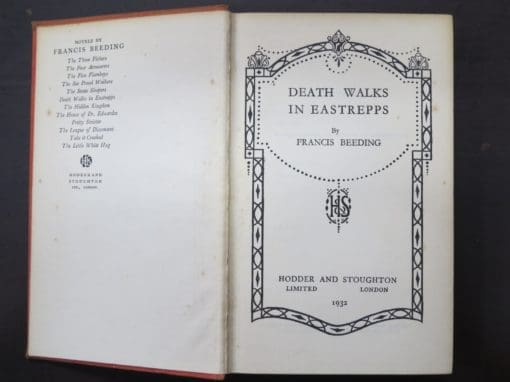 NOVELS BY
FRANCIS BEEDING
The Three Fishers
The Four Armourers
The Five Flamboys
The Six Proud Walkers
The Seven Sleepers
Death Walks in Eastrepps
The Hidden Kingdom
The House of Dr. Edwardes
Pretty Sinister
The League of Discontent
Take it Crooked
The Little White Hag
HS
HODDER AND
STOUGHTON
LTD., LONDON
DEATH WALKS
IN EASTREPPS
By
FRANCIS BEEDING
HS
HODDER AND STOUGHTON
LIMITED LONDON
1932